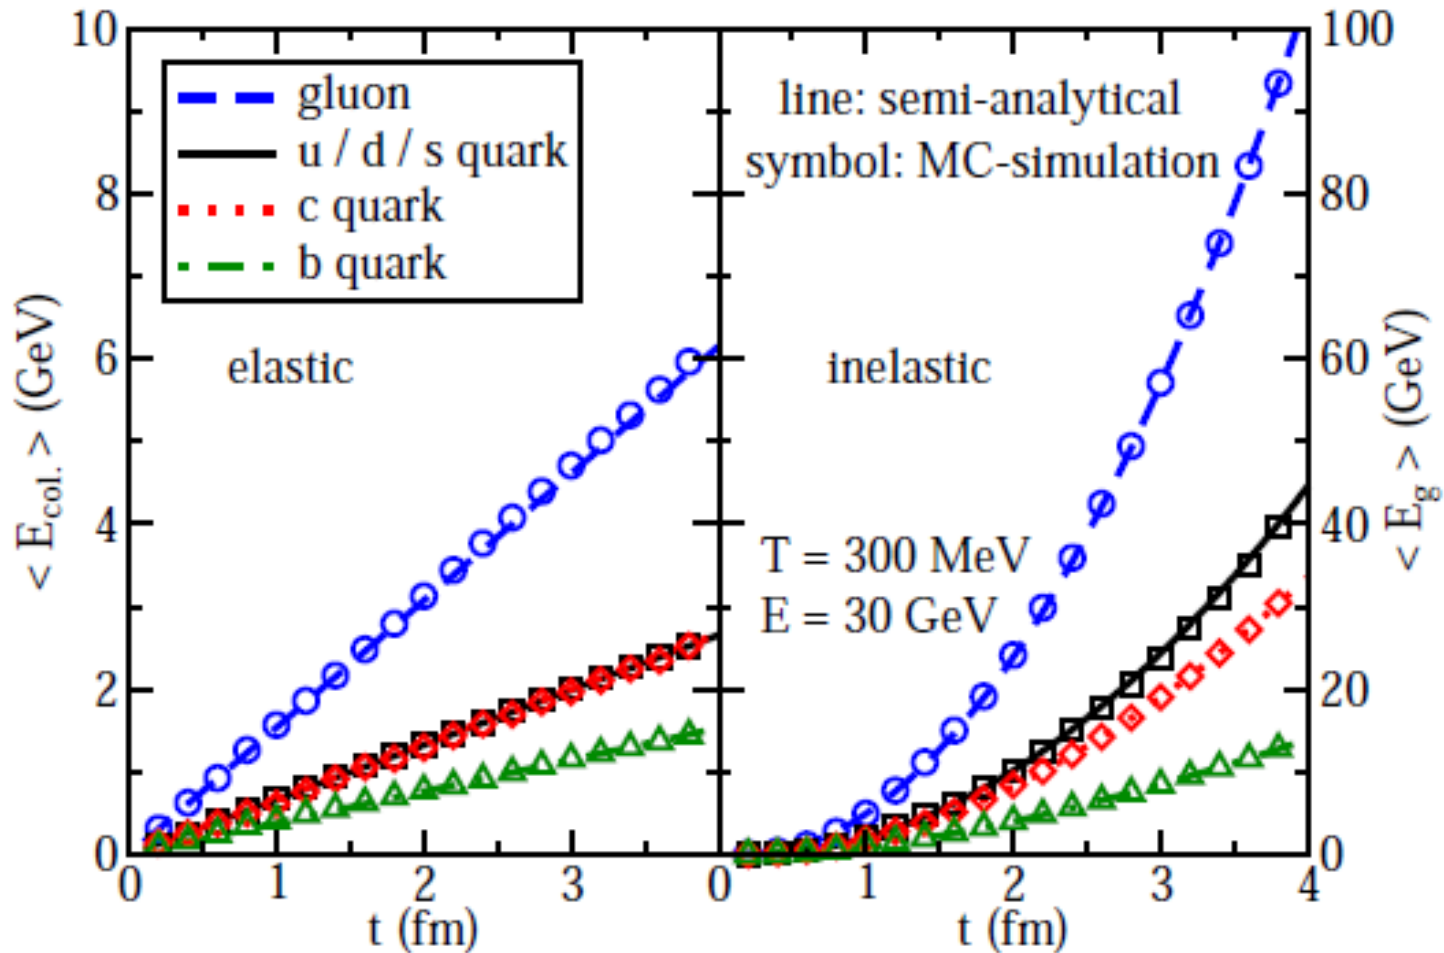 10
8
6
4
2
0
< E_col. > (GeV)
gluon
u / d / s quark
c quark
b quark
elastic
0 1 2 3
t (fm)
line: semi-analytical
symbol: MC-simulation
inelastic
T = 300 MeV
E = 30 GeV
0 1 2 3 4
t (fm)
100
80
60
40
20
0
< E_g > (GeV)